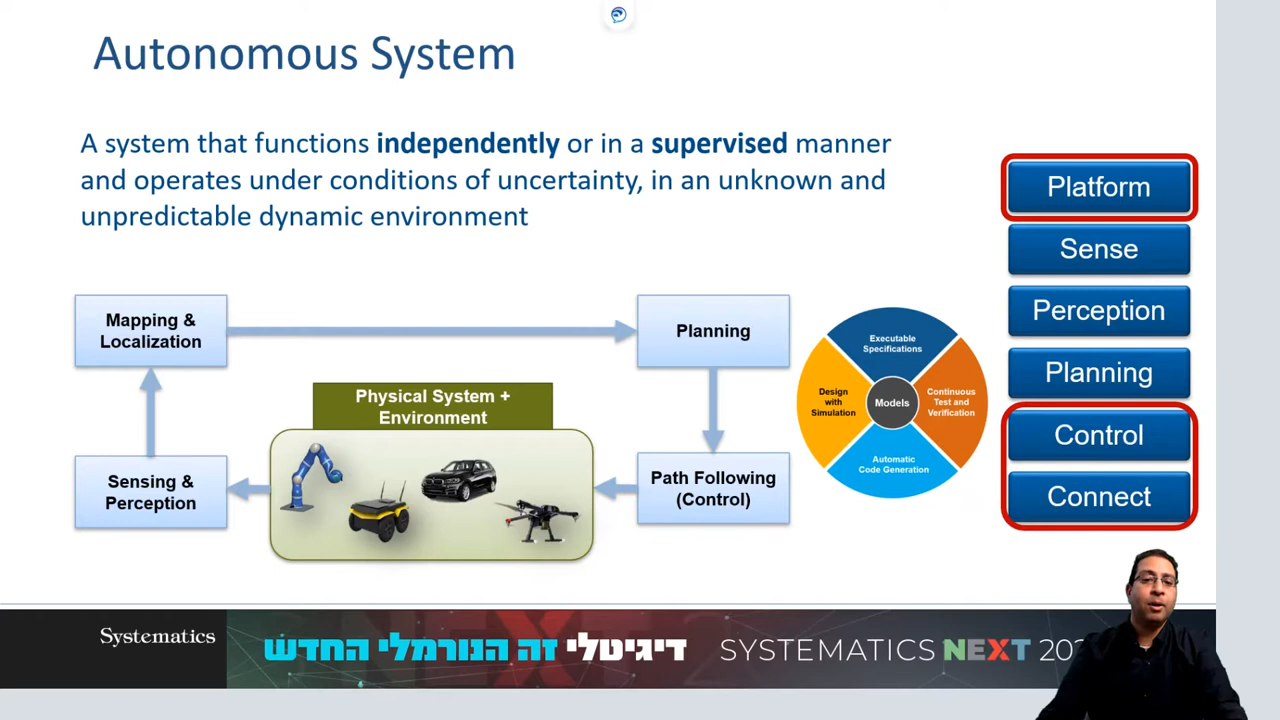 Autonomous System
A system that functions independently or in a supervised manner
and operates under conditions of uncertainty, in an unknown and
unpredictable dynamic environment
Platform
Sense
Perception
Planning
Control
Connect
Mapping &
Localization
Planning
Physical System +
Environment
Sensing &
Perception
Path Following
(Control)
Executable
Specifications
Design
with
Simulation
Models
Continuous
Test and
Verification
Automatic
Code Generation
Systematics
דיגיטלי זה הנורמלי החדש
SYSTEMATICS NEXT